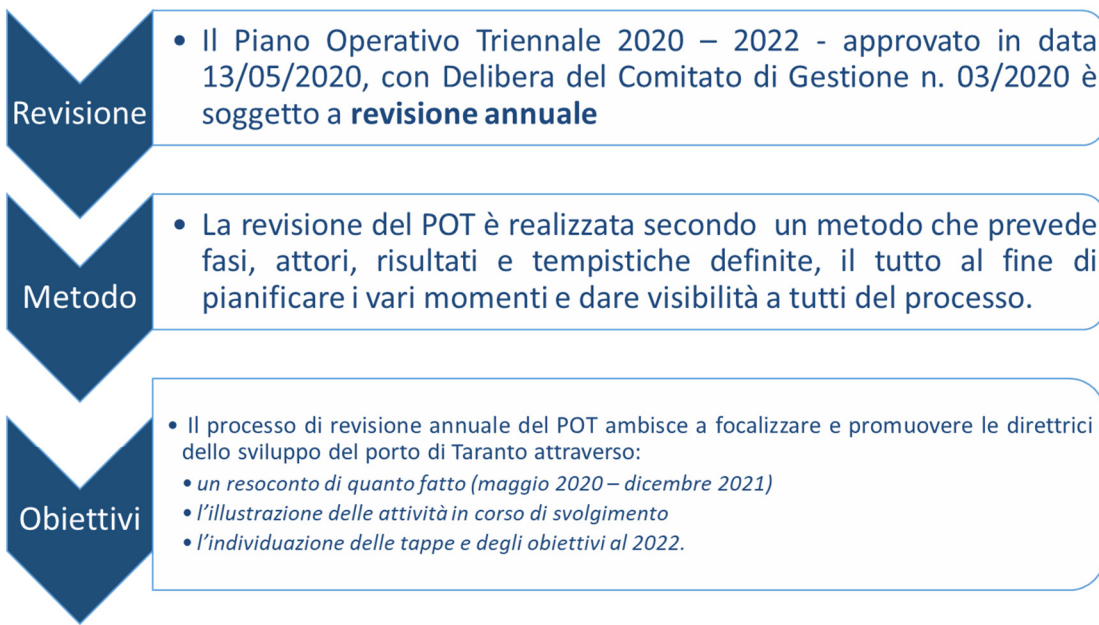 Revisione
• Il Piano Operativo Triennale 2020 – 2022 - approvato in data
13/05/2020, con Delibera del Comitato di Gestione n. 03/2020 è
soggetto a revisione annuale
Metodo
• La revisione del POT è realizzata secondo un metodo che prevede
fasi, attori, risultati e tempistiche definite, il tutto al fine di
pianificare i vari momenti e dare visibilità a tutti del processo.
Obiettivi
• Il processo di revisione annuale del POT ambisce a focalizzare e promuovere le direttrici
dello sviluppo del porto di Taranto attraverso:
• un resoconto di quanto fatto (maggio 2020 – dicembre 2021)
• l’illustrazione delle attività in corso di svolgimento
• l’individuazione delle tappe e degli obiettivi al 2022.